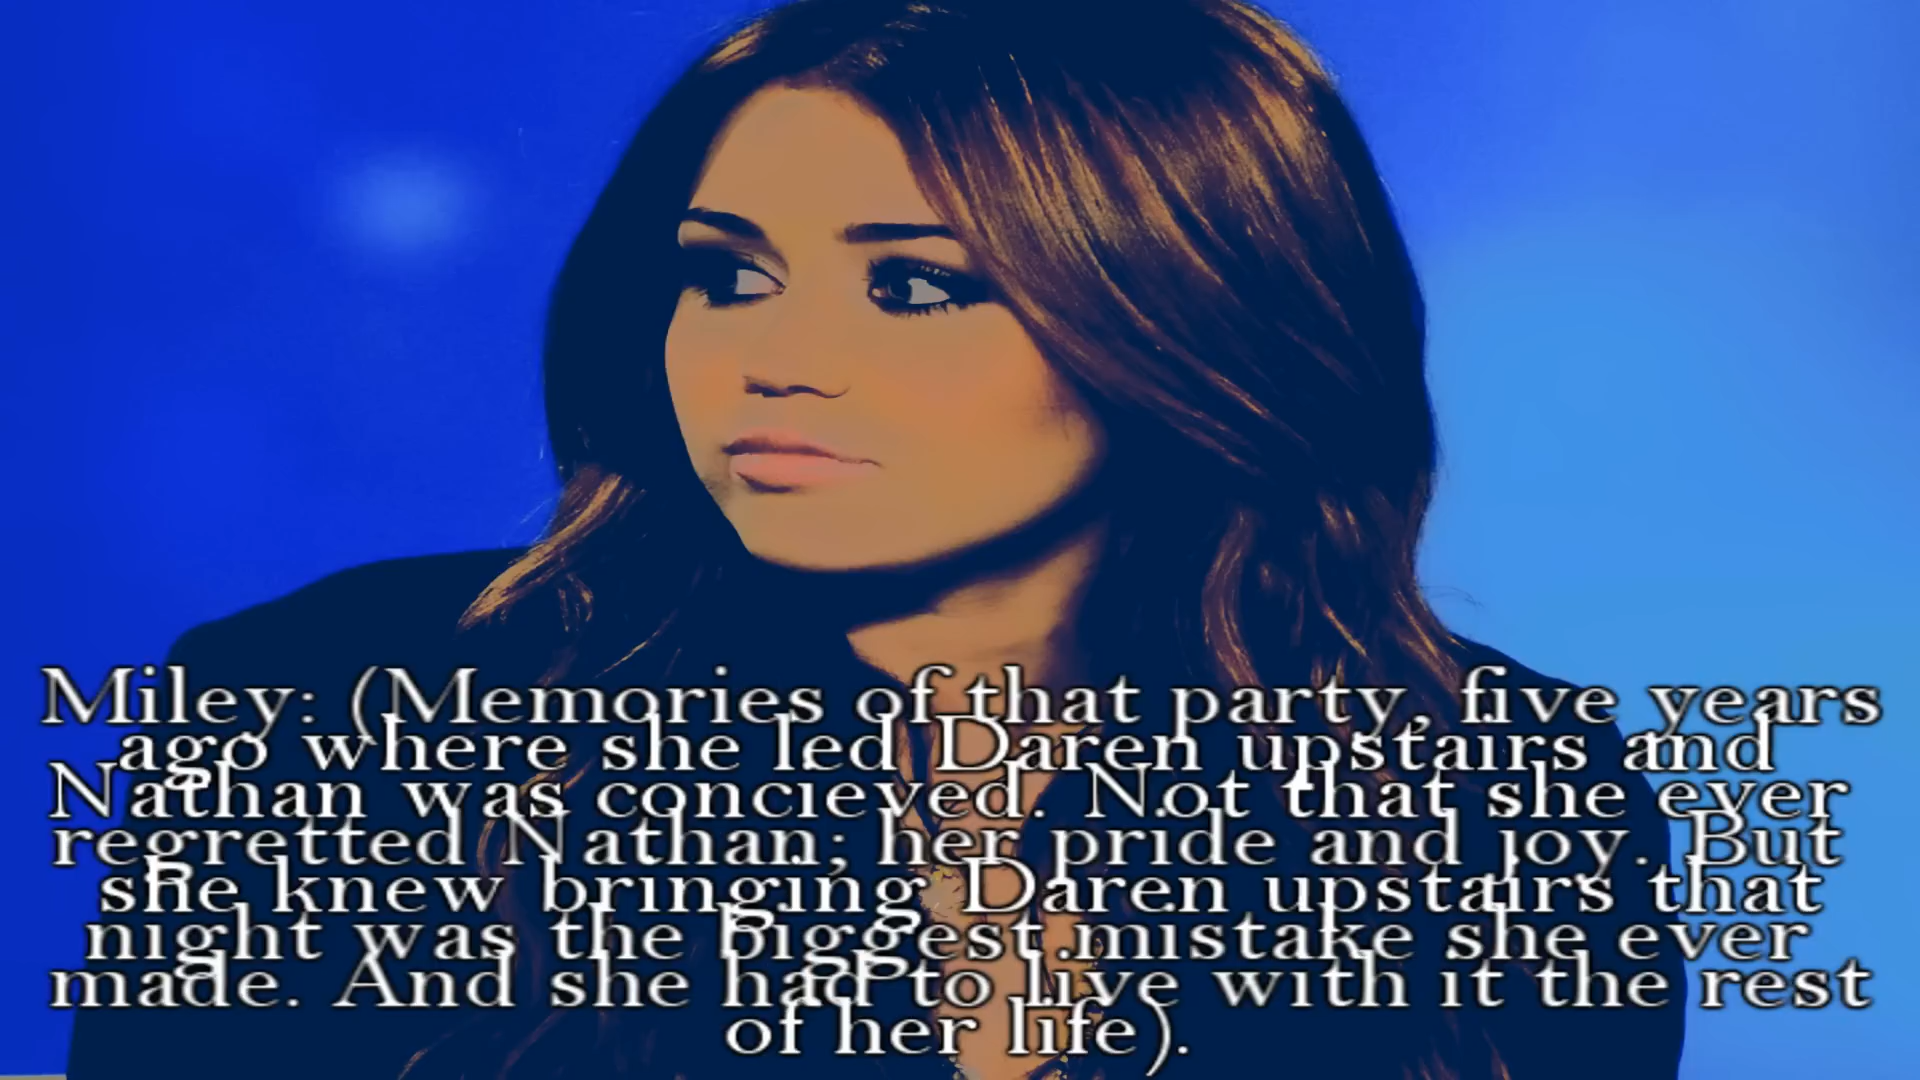 Miley: (Memories of that party, five years
ago where she led Daren upstairs and
Nathan was concieved. Not that she ever
regretted Nathan; her pride and joy. But
she knew bringing Daren upstairs that
night was the biggest mistake she ever
made. And she had to live with it the rest
of her life).